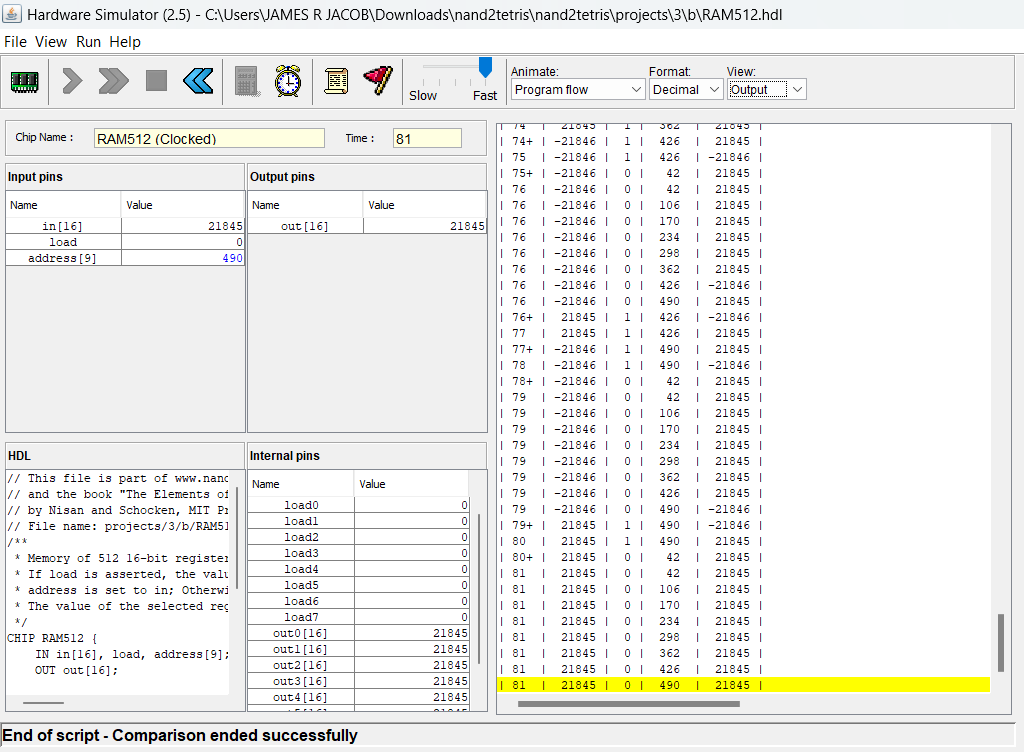 Hardware Simulator (2.5) - C:\Users\JAMES R JACOB\Downloads\nand2tetris\nand2tetris\projects\3\b\RAM512.hdl
File View Run Help
Slow Fast
Animate:
Program flow
Format:
Decimal
View:
Output
Chip Name : RAM512 (Clocked) Time : 81
Input pins
Name Value
in[16] 21845
load 0
address[9] 490
Output pins
Name Value
out[16] 21845
HDL
// This file is part of www.nand
// and the book "The Elements of
// by Nisan and Schocken, MIT Pr
// File name: projects/3/b/RAM51
/**
* Memory of 512 16-bit register
* If load is asserted, the valu
* address is set to in; Otherwi
* The value of the selected reg
*/
CHIP RAM512 {
IN in[16], load, address[9];
OUT out[16];
Internal pins
Name Value
load0 0
load1 0
load2 0
load3 0
load4 0
load5 0
load6 0
load7 0
out0[16] 21845
out1[16] 21845
out2[16] 21845
out3[16] 21845
out4[16] 21845
| 74 | 21845 | 1 | 362 | 21845 |
| 74+ | -21846 | 1 | 426 | 21845 |
| 75 | -21846 | 1 | 426 | -21846 |
| 75+ | -21846 | 0 | 42 | 21845 |
| 76 | -21846 | 0 | 42 | 21845 |
| 76 | -21846 | 0 | 106 | 21845 |
| 76 | -21846 | 0 | 170 | 21845 |
| 76 | -21846 | 0 | 234 | 21845 |
| 76 | -21846 | 0 | 298 | 21845 |
| 76 | -21846 | 0 | 362 | 21845 |
| 76 | -21846 | 0 | 426 | -21846 |
| 76 | -21846 | 0 | 490 | 21845 |
| 76+ | 21845 | 1 | 426 | -21846 |
| 77 | 21845 | 1 | 426 | 21845 |
| 77+ | -21846 | 1 | 490 | 21845 |
| 78 | -21846 | 1 | 490 | -21846 |
| 78+ | -21846 | 0 | 42 | 21845 |
| 79 | -21846 | 0 | 42 | 21845 |
| 79 | -21846 | 0 | 106 | 21845 |
| 79 | -21846 | 0 | 170 | 21845 |
| 79 | -21846 | 0 | 234 | 21845 |
| 79 | -21846 | 0 | 298 | 21845 |
| 79 | -21846 | 0 | 362 | 21845 |
| 79 | -21846 | 0 | 426 | 21845 |
| 79 | -21846 | 0 | 490 | -21846 |
| 79+ | 21845 | 1 | 490 | -21846 |
| 80 | 21845 | 1 | 490 | 21845 |
| 80+ | 21845 | 0 | 42 | 21845 |
| 81 | 21845 | 0 | 42 | 21845 |
| 81 | 21845 | 0 | 106 | 21845 |
| 81 | 21845 | 0 | 170 | 21845 |
| 81 | 21845 | 0 | 234 | 21845 |
| 81 | 21845 | 0 | 298 | 21845 |
| 81 | 21845 | 0 | 362 | 21845 |
| 81 | 21845 | 0 | 426 | 21845 |
| 81 | 21845 | 0 | 490 | 21845 |
End of script - Comparison ended successfully